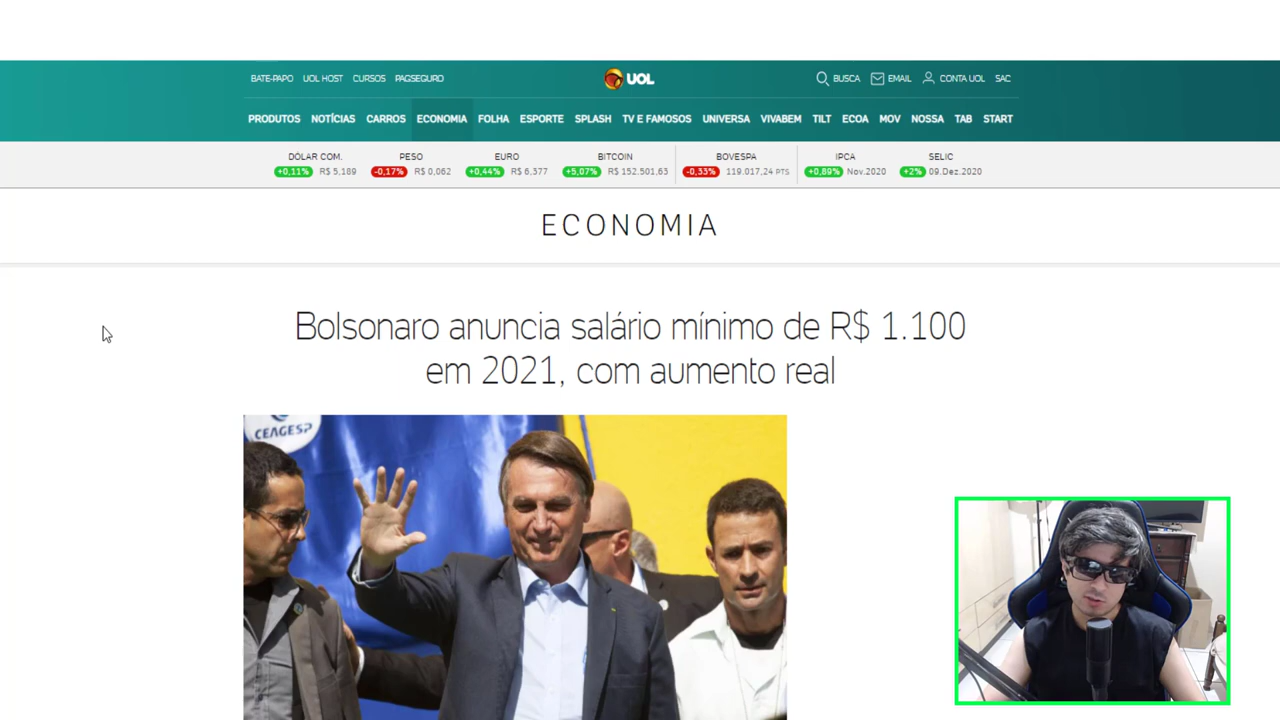 BATE-PAPO UOL HOST CURSOS PAGSEGURO UOL BUSCA EMAIL CONTA UOL SAC
PRODUTOS NOTÍCIAS CARROS ECONOMIA FOLHA ESPORTE SPLASH TV E FAMOSOS UNIVERSA VIVABEM TILT ECOA MOV NOSSA TAB START
DÓLAR COM. PESO EURO BITCOIN BOVESPA IPCA SELIC
+0,11% R$ 5,189 -0,17% R$ 0,062 +0,44% R$ 6,377 +5,07% R$ 152.501,63 -0,33% 119.017,24 PTS +0,89% Nov.2020 +2% 09.Dez.2020
ECONOMIA
Bolsonaro anuncia salário mínimo de R$ 1.100
em 2021, com aumento real
CEAGESP